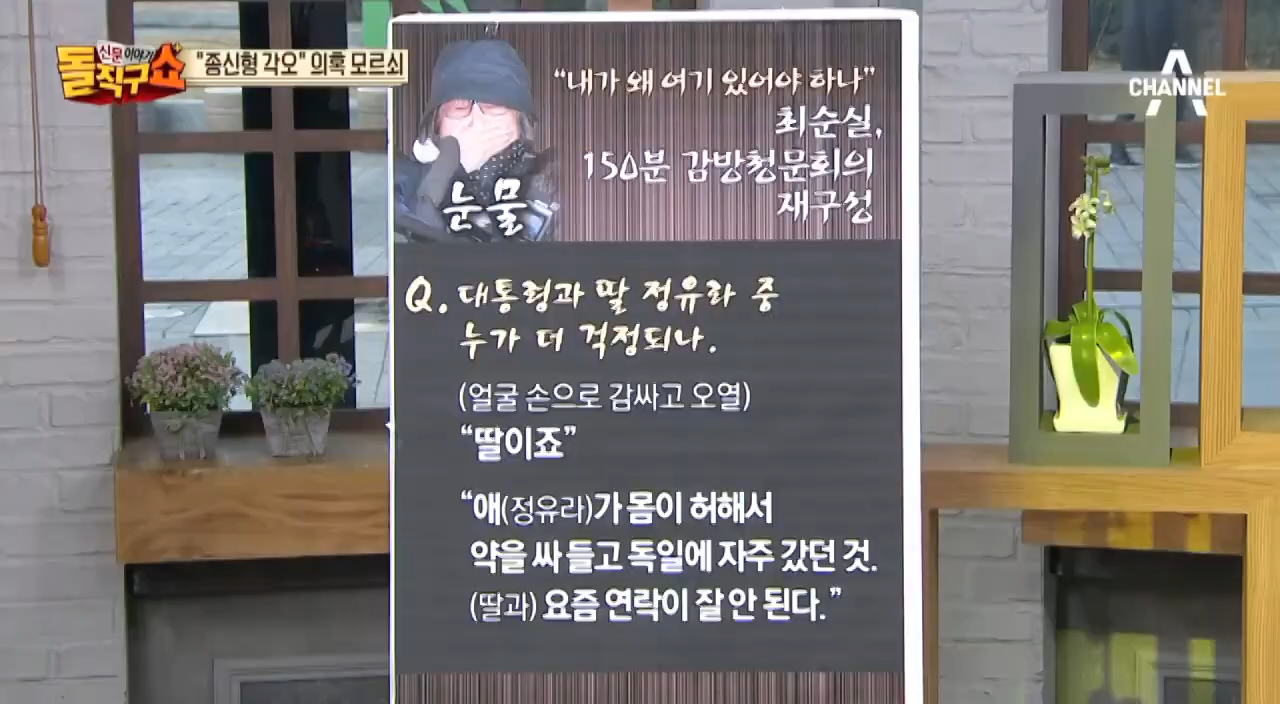 신문이야기
돌직구쇼
"종신형 각오" 의혹 모르쇠
CHANNEL A
"내가 왜 여기 있어야 하나"
최순실,
150분 감방청문회의
재구성
눈물
Q. 대통령과 딸 정유라 중
누가 더 걱정되나.
(얼굴 손으로 감싸고 오열)
"딸이죠"
"애(정유라)가 몸이 허해서
약을 싸 들고 독일에 자주 갔던 것.
(딸과) 요즘 연락이 잘 안 된다."